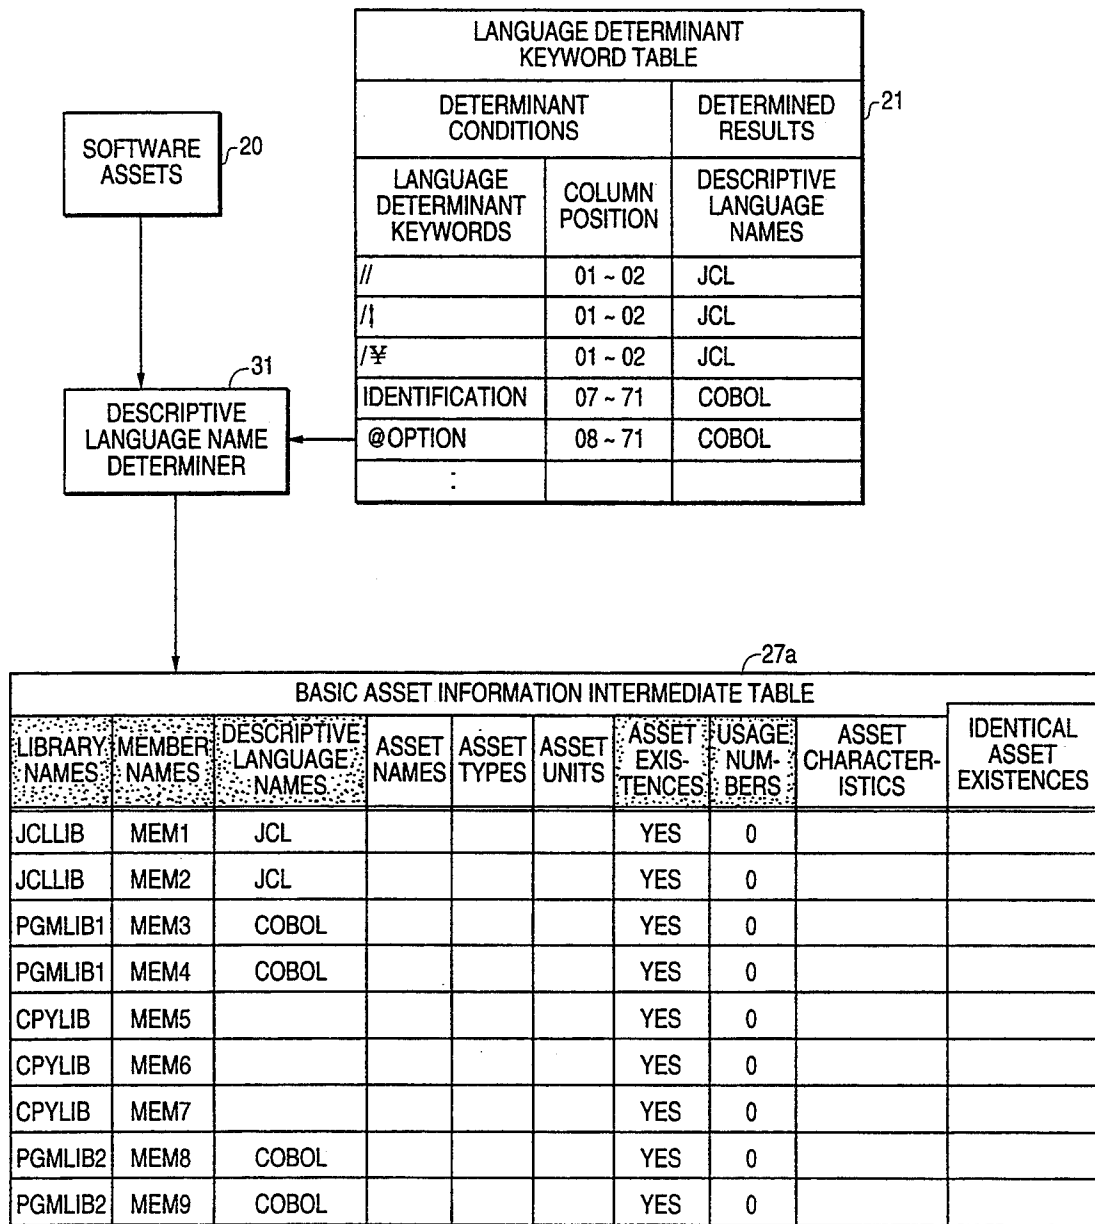 LANGUAGE DETERMINANT
KEYWORD TABLE
DETERMINANT
CONDITIONS
DETERMINED
RESULTS
21
LANGUAGE
DETERMINANT
KEYWORDS
COLUMN
POSITION
DESCRIPTIVE
LANGUAGE
NAMES
// 01 ~ 02 JCL
/¦ 01 ~ 02 JCL
/¥ 01 ~ 02 JCL
IDENTIFICATION 07 ~ 71 COBOL
@OPTION 08 ~ 71 COBOL
:
SOFTWARE
ASSETS
20
31
DESCRIPTIVE
LANGUAGE NAME
DETERMINER
27a
BASIC ASSET INFORMATION INTERMEDIATE TABLE
LIBRARY
NAMES
MEMBER
NAMES
DESCRIPTIVE
LANGUAGE
NAMES
ASSET
NAMES
ASSET
TYPES
ASSET
UNITS
ASSET
EXIS-
TENCES
USAGE
NUM-
BERS
ASSET
CHARACTER-
ISTICS
IDENTICAL
ASSET
EXISTENCES
JCLLIB MEM1 JCL YES 0
JCLLIB MEM2 JCL YES 0
PGMLIB1 MEM3 COBOL YES 0
PGMLIB1 MEM4 COBOL YES 0
CPYLIB MEM5 YES 0
CPYLIB MEM6 YES 0
CPYLIB MEM7 YES 0
PGMLIB2 MEM8 COBOL YES 0
PGMLIB2 MEM9 COBOL YES 0